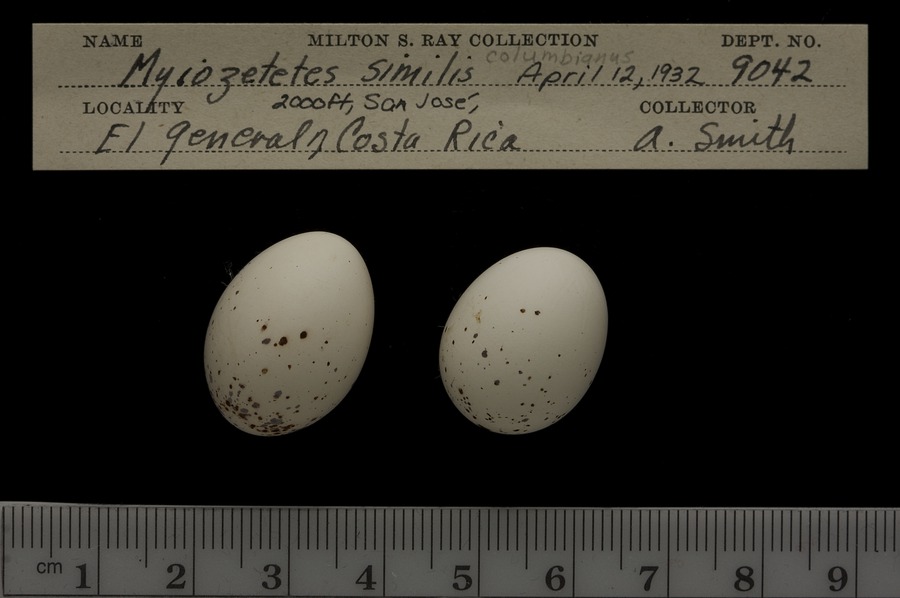 NAME MILTON S. RAY COLLECTION DEPT. NO.
Myiozetetes similis columbianus April 12, 1932 9042
LOCALITY 2000ft, San José, COLLECTOR
El General, Costa Rica A. Smith
cm 1 2 3 4 5 6 7 8 9